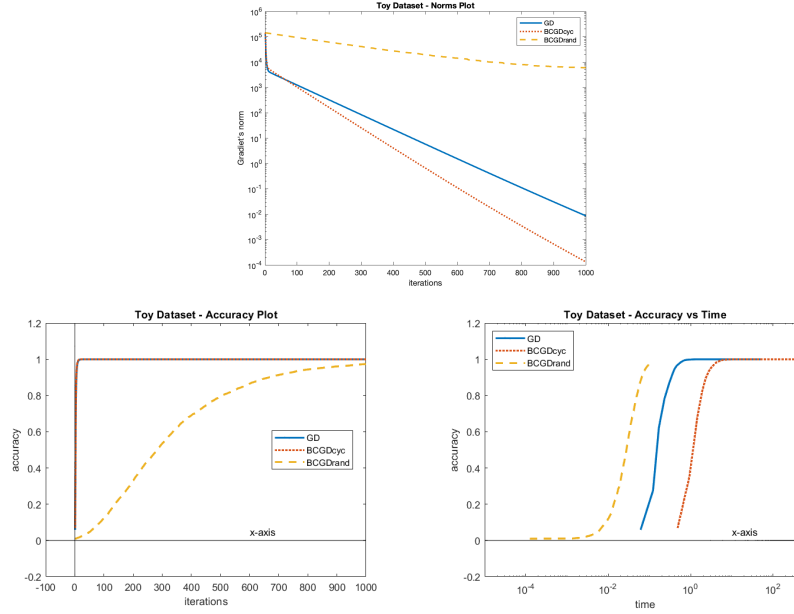 Toy Dataset - Norms Plot
10^6
10^5
10^4
10^3
10^2
10^1
10^0
10^-1
10^-2
10^-3
10^-4
Gradiet's norm
GD
BCGDcyc
BCGDrand
0 100 200 300 400 500 600 700 800 900 1000
iterations
Toy Dataset - Accuracy Plot
1.2
1
0.8
0.6
0.4
0.2
0
-0.2
accuracy
GD
BCGDcyc
BCGDrand
x-axis
-100 0 100 200 300 400 500 600 700 800 900 1000
iterations
Toy Dataset - Accuracy vs Time
1.2
1
0.8
0.6
0.4
0.2
0
-0.2
accuracy
GD
BCGDcyc
BCGDrand
x-axis
10^-4 10^-2 10^0 10^2
time